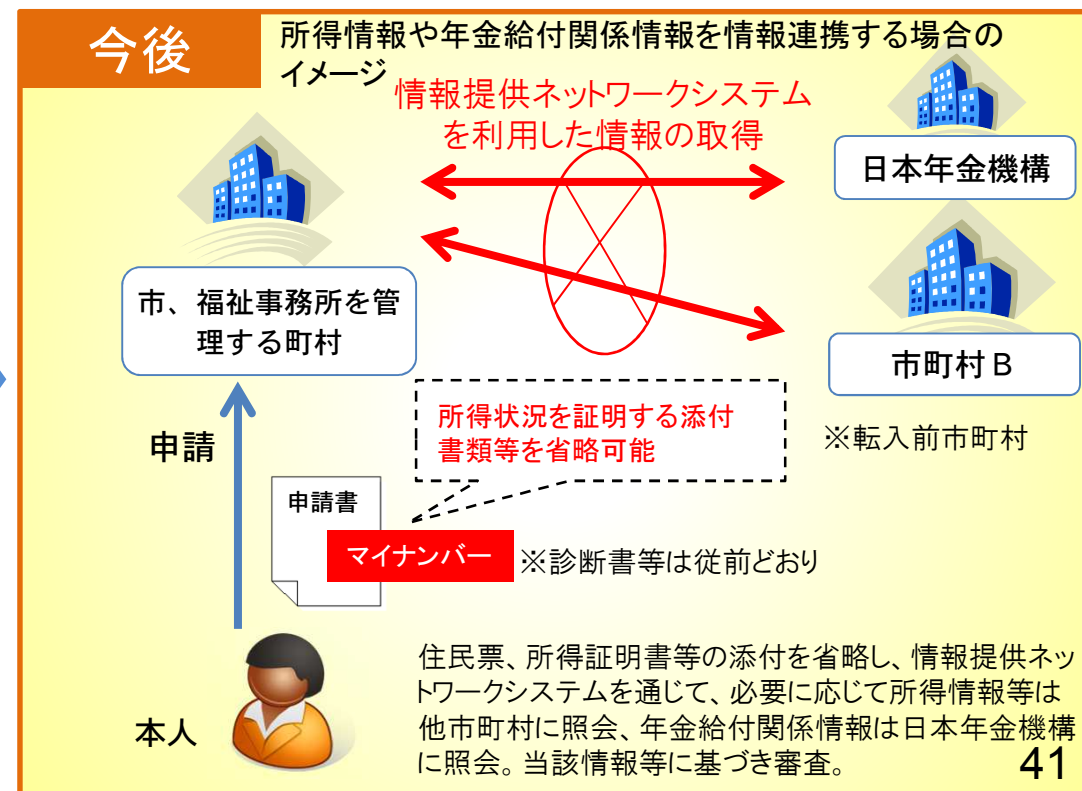 今後
所得情報や年金給付関係情報を情報連携する場合の
イメージ
情報提供ネットワークシステム
を利用した情報の取得
日本年金機構
市、福祉事務所を管
理する町村
市町村B
※転入前市町村
所得状況を証明する添付
書類等を省略可能
申請
申請書
マイナンバー
※診断書等は従前どおり
本人
住民票、所得証明書等の添付を省略し、情報提供ネッ
トワークシステムを通じて、必要に応じて所得情報等は
他市町村に照会、年金給付関係情報は日本年金機構
に照会。当該情報等に基づき審査。
41